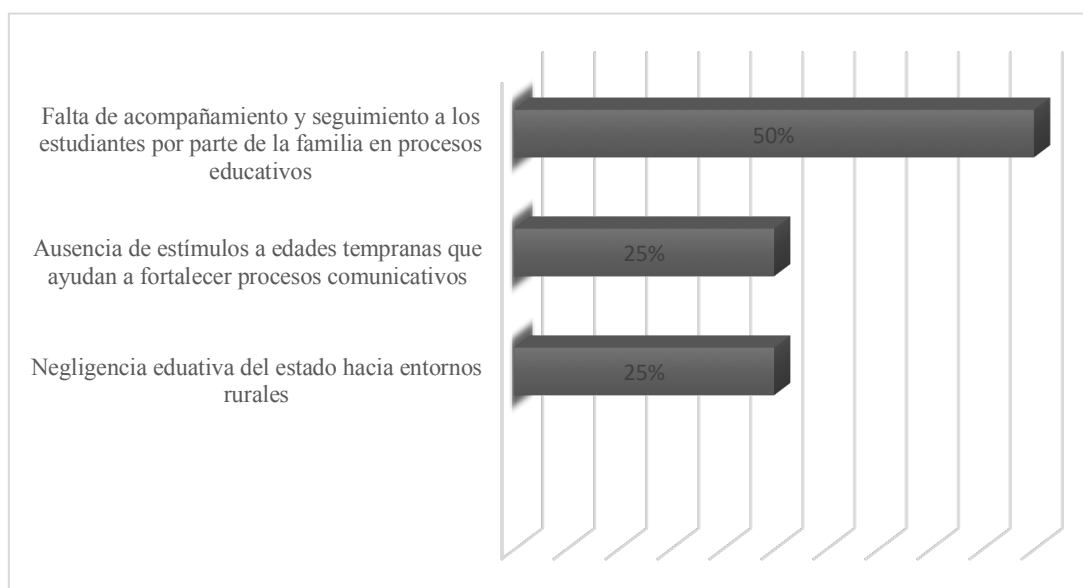 Falta de acompañamiento y seguimiento a los
estudiantes por parte de la familia en procesos
educativos
50%
Ausencia de estímulos a edades tempranas que
ayudan a fortalecer procesos comunicativos
25%
Negligencia eduativa del estado hacia entornos
rurales
25%